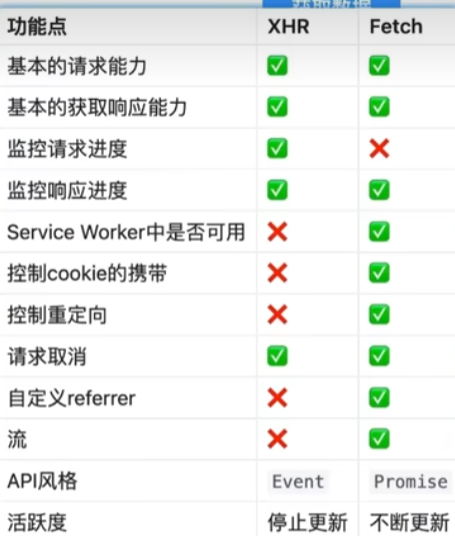 功能点 XHR Fetch
基本的请求能力 ✅ ✅
基本的获取响应能力 ✅ ✅
监控请求进度 ✅ ❌
监控响应进度 ✅ ✅
Service Worker中是否可用 ❌ ✅
控制cookie的携带 ❌ ✅
控制重定向 ❌ ✅
请求取消 ✅ ✅
自定义referrer ❌ ✅
流 ❌ ✅
API风格 Event Promise
活跃度 停止更新 不断更新